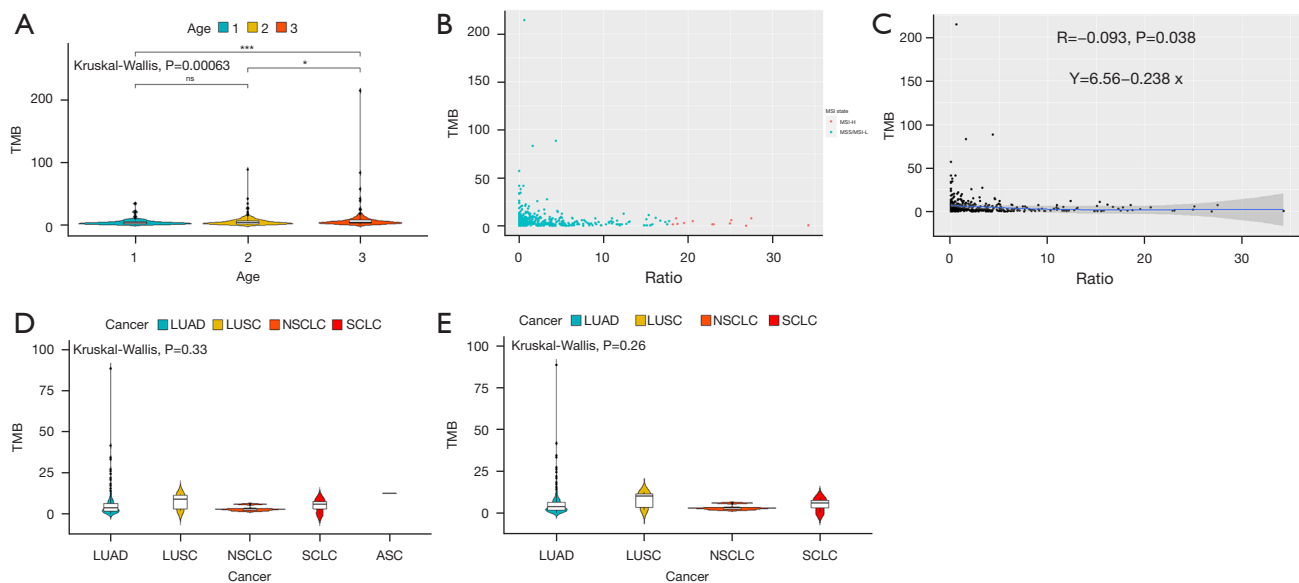 A
Age 1 2 3
***
Kruskal-Wallis, P=0.00063
*
ns
200
100
0
TMB
1 2 3
Age
B
200
150
100
50
0
TMB
0 10 20 30
Ratio
MSI state
MSI-H
MSS/MSI-L
C
R=−0.093, P=0.038
Y=6.56−0.238 x
200
150
100
50
0
TMB
0 10 20 30
Ratio
D
Cancer LUAD LUSC NSCLC SCLC
Kruskal-Wallis, P=0.33
100
75
50
25
0
TMB
LUAD LUSC NSCLC SCLC ASC
Cancer
E
Cancer LUAD LUSC NSCLC SCLC
Kruskal-Wallis, P=0.26
100
75
50
25
0
TMB
LUAD LUSC NSCLC SCLC
Cancer